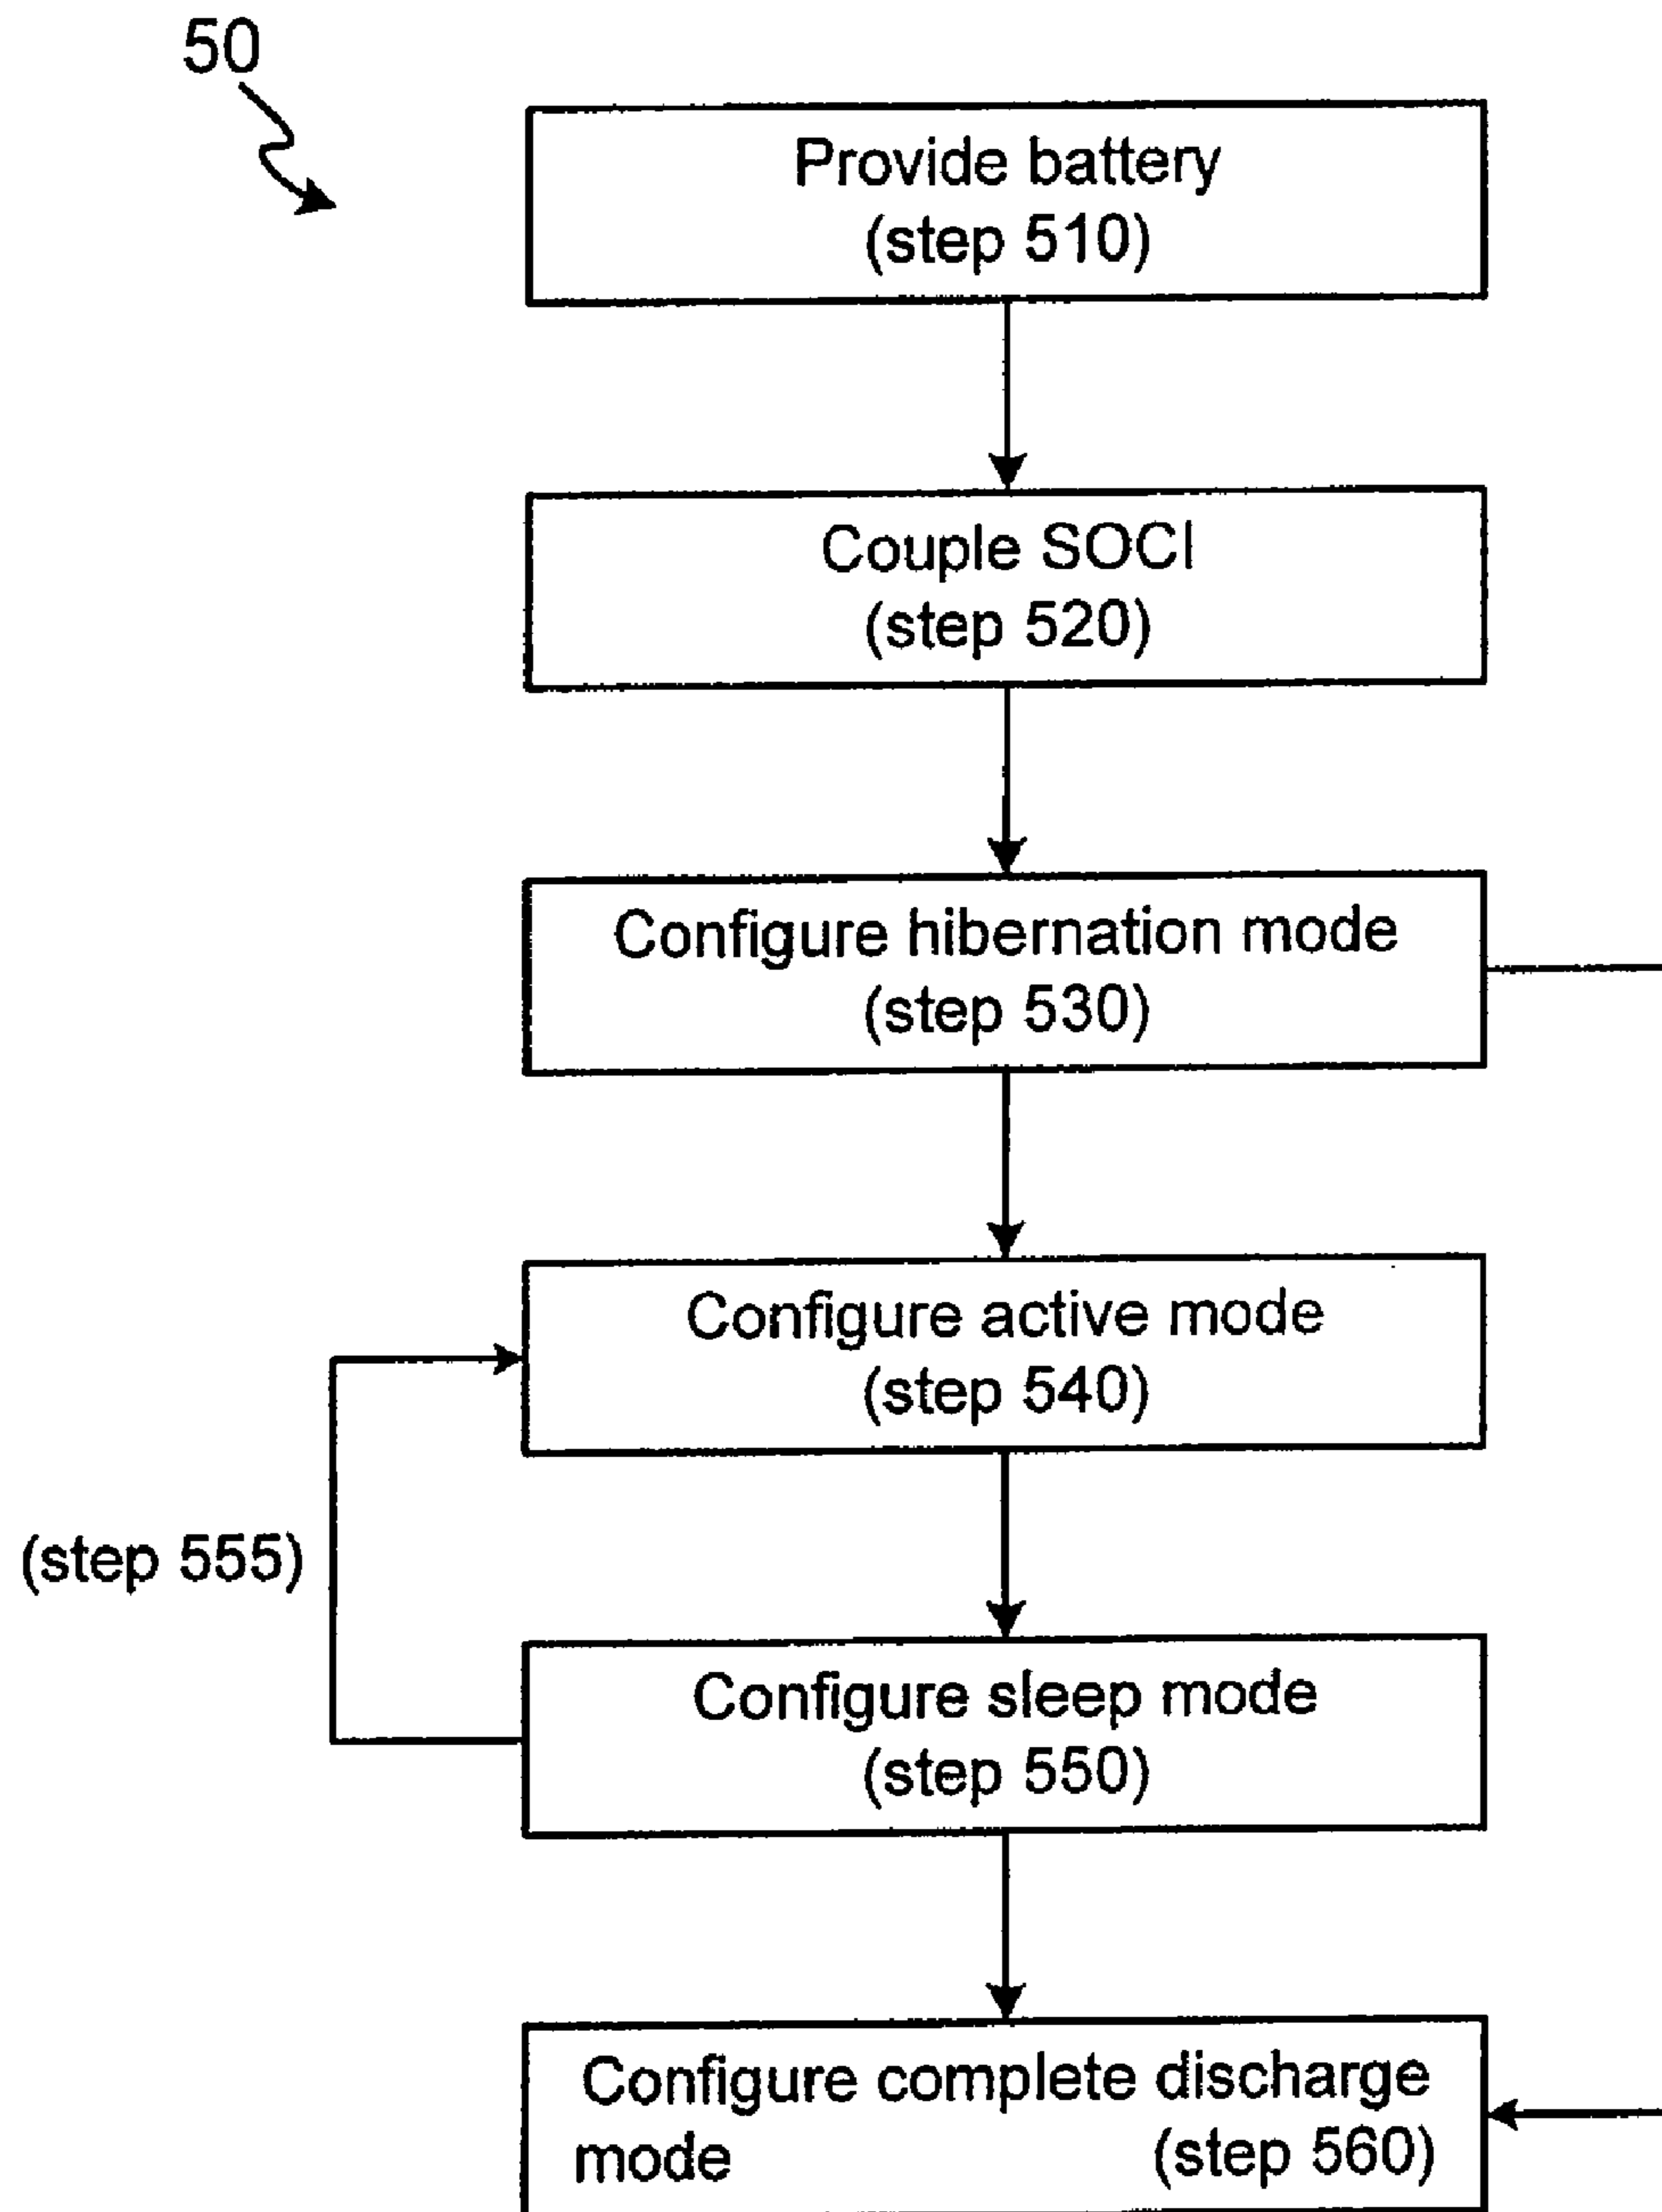 50
Provide battery
(step 510)
Couple SOCI
(step 520)
Configure hibernation mode
(step 530)
Configure active mode
(step 540)
(step 555)
Configure sleep mode
(step 550)
Configure complete discharge
mode (step 560)